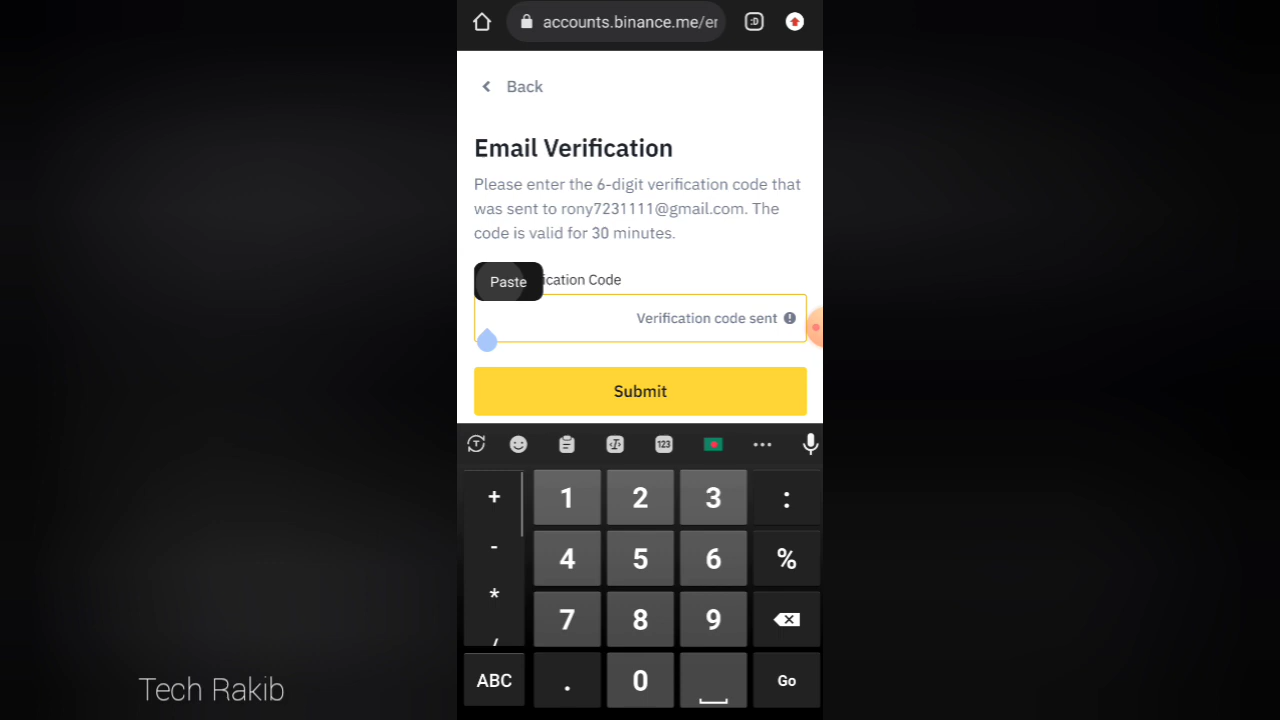 accounts.binance.me/er
:D
Back
Email Verification
Please enter the 6-digit verification code that
was sent to rony7231111@gmail.com. The
code is valid for 30 minutes.
Paste
ication Code
Verification code sent
Submit
T
123
+ 1 2 3 :
- 4 5 6 %
*
/ 7 8 9
ABC . 0 Go
Tech Rakib